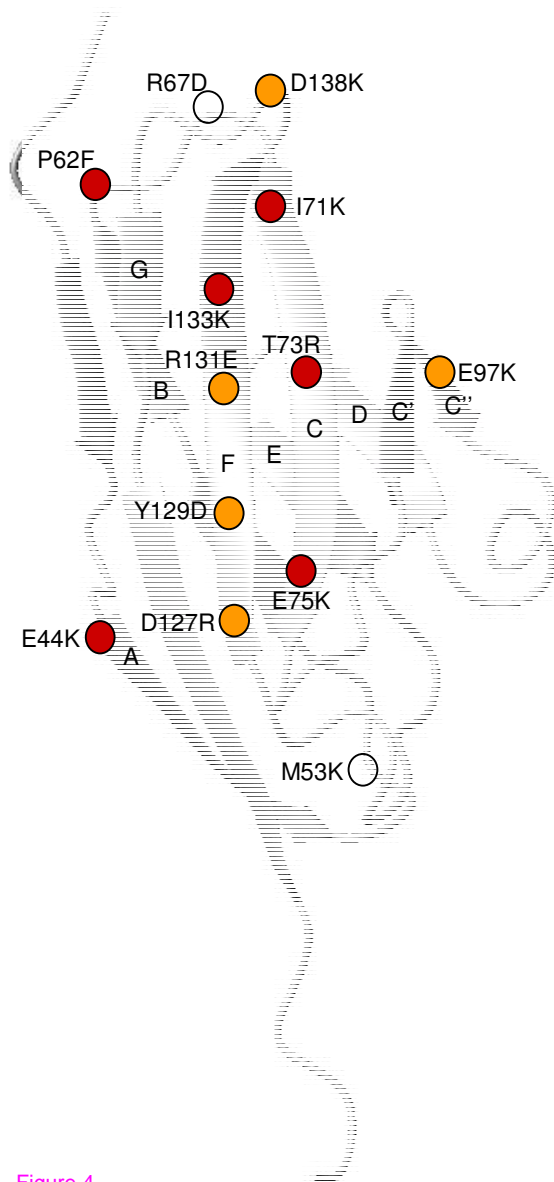 R67D
D138K
P62F
I71K
G
I133K
T73R
R131E
E97K
B
C
D
C'
C''
F
E
Y129D
E75K
D127R
E44K
A
M53K
Figure 4